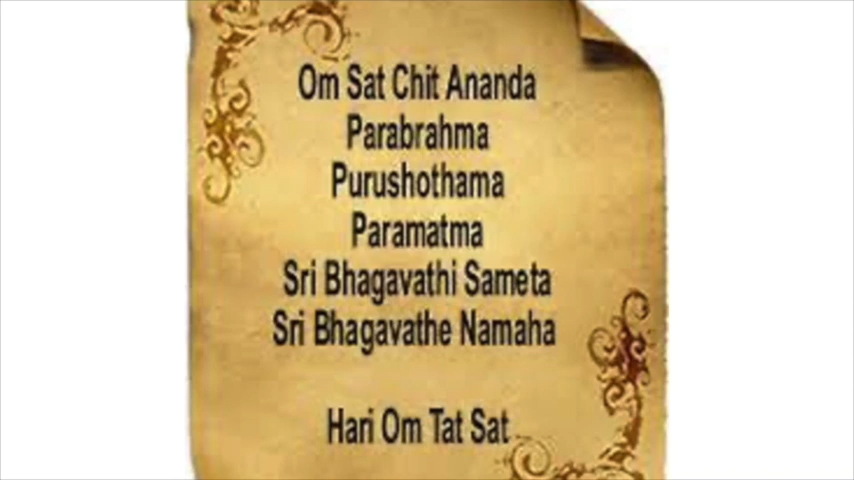 Om Sat Chit Ananda
Parabrahma
Purushothama
Paramatma
Sri Bhagavathi Sameta
Sri Bhagavathe Namaha
Hari Om Tat Sat